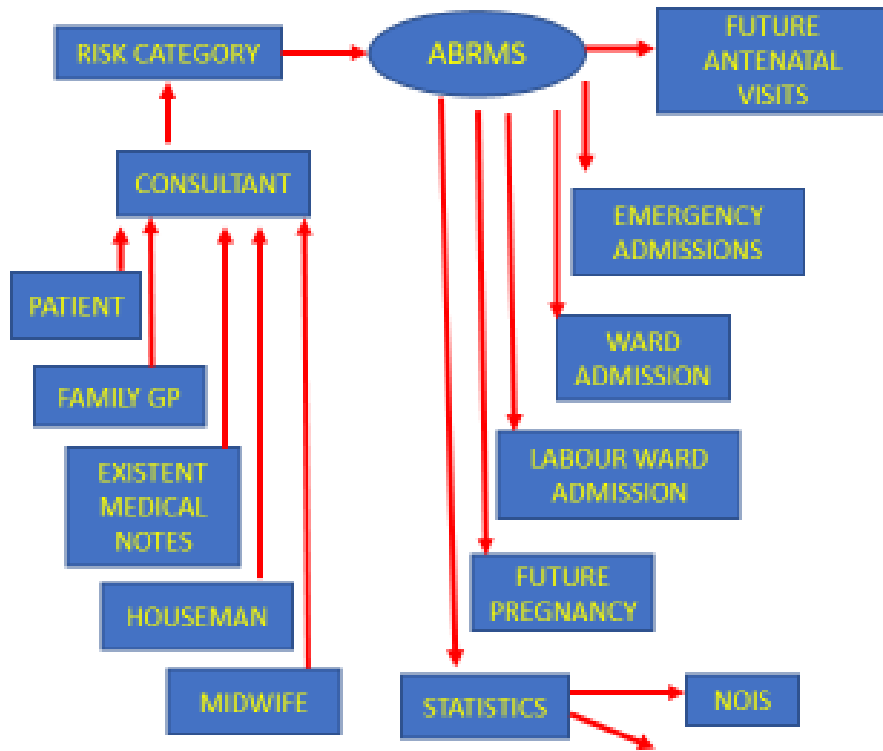 RISK CATEGORY
ABRMS
FUTURE
ANTENATAL
VISITS
CONSULTANT
EMERGENCY
ADMISSIONS
PATIENT
WARD
ADMISSION
FAMILY GP
EXISTENT
MEDICAL
NOTES
LABOUR WARD
ADMISSION
HOUSEMAN
FUTURE
PREGNANCY
MIDWIFE
STATISTICS
NOIS